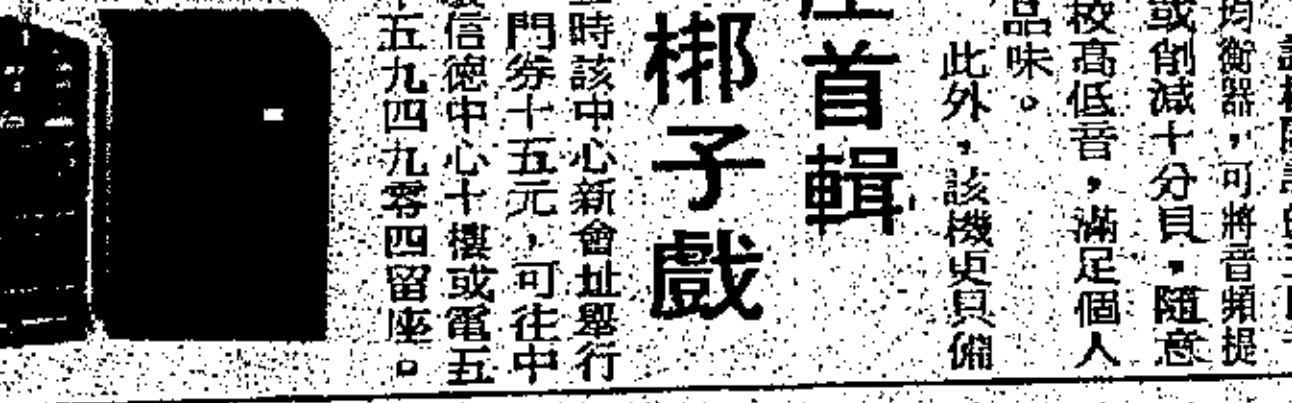 均衡器，可將音頻提
或削減十分貝，隨意
較高低音，滿足個人
品味。
此外，該機更具備
首輯
梆子戲
時該中心新會址舉行
門券十五元，可往中
信德中心十樓或電五
五九四九零四留座。